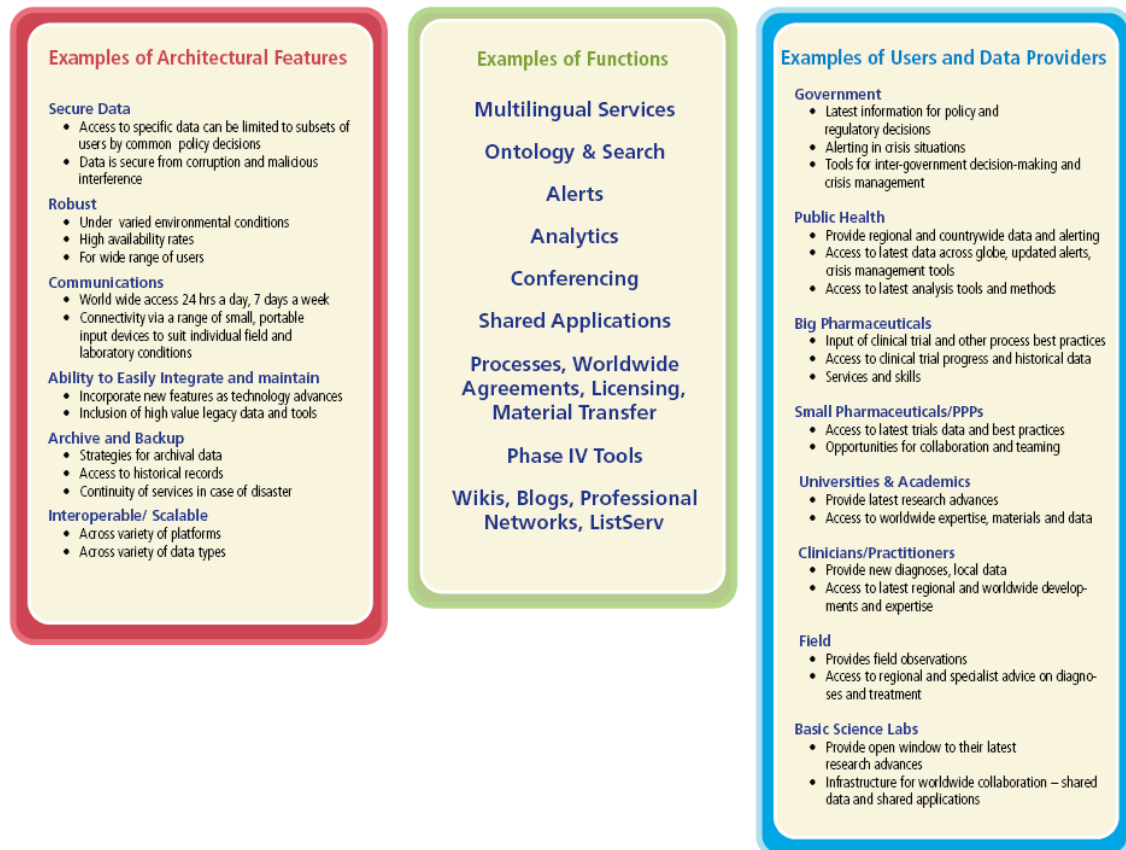 Examples of Architectural Features
Secure Data
• Access to specific data can be limited to subsets of
users by common policy decisions
• Data is secure from corruption and malicious
interference
Robust
• Under varied environmental conditions
• High availability rates
• For wide range of users
Communications
• World wide access 24 hrs a day, 7 days a week
• Connectivity via a range of small, portable
input devices to suit individual field and
laboratory conditions
Ability to Easily Integrate and maintain
• Incorporate new features as technology advances
• Inclusion of high value legacy data and tools
Archive and Backup
• Strategies for archival data
• Access to historical records
• Continuity of services in case of disaster
Interoperable/ Scalable
• Across variety of platforms
• Across variety of data types
Examples of Functions
Multilingual Services
Ontology & Search
Alerts
Analytics
Conferencing
Shared Applications
Processes, Worldwide
Agreements, Licensing,
Material Transfer
Phase IV Tools
Wikis, Blogs, Professional
Networks, ListServ
Examples of Users and Data Providers
Government
• Latest information for policy and
regulatory decisions
• Alerting in crisis situations
• Tools for inter-government decision-making and
crisis management
Public Health
• Provide regional and countrywide data and alerting
• Access to latest data across globe, updated alerts,
crisis management tools
• Access to latest analysis tools and methods
Big Pharmaceuticals
• Input of clinical trial and other process best practices
• Access to clinical trial progress and historical data
• Services and skills
Small Pharmaceuticals/PPPs
• Access to latest trials data and best practices
• Opportunities for collaboration and teaming
Universities & Academics
• Provide latest research advances
• Access to worldwide expertise, materials and data
Clinicians/Practitioners
• Provide new diagnoses, local data
• Access to latest regional and worldwide develop-
ments and expertise
Field
• Provides field observations
• Access to regional and specialist advice on diagno-
ses and treatment
Basic Science Labs
• Provide open window to their latest
research advances
• Infrastructure for worldwide collaboration – shared
data and shared applications